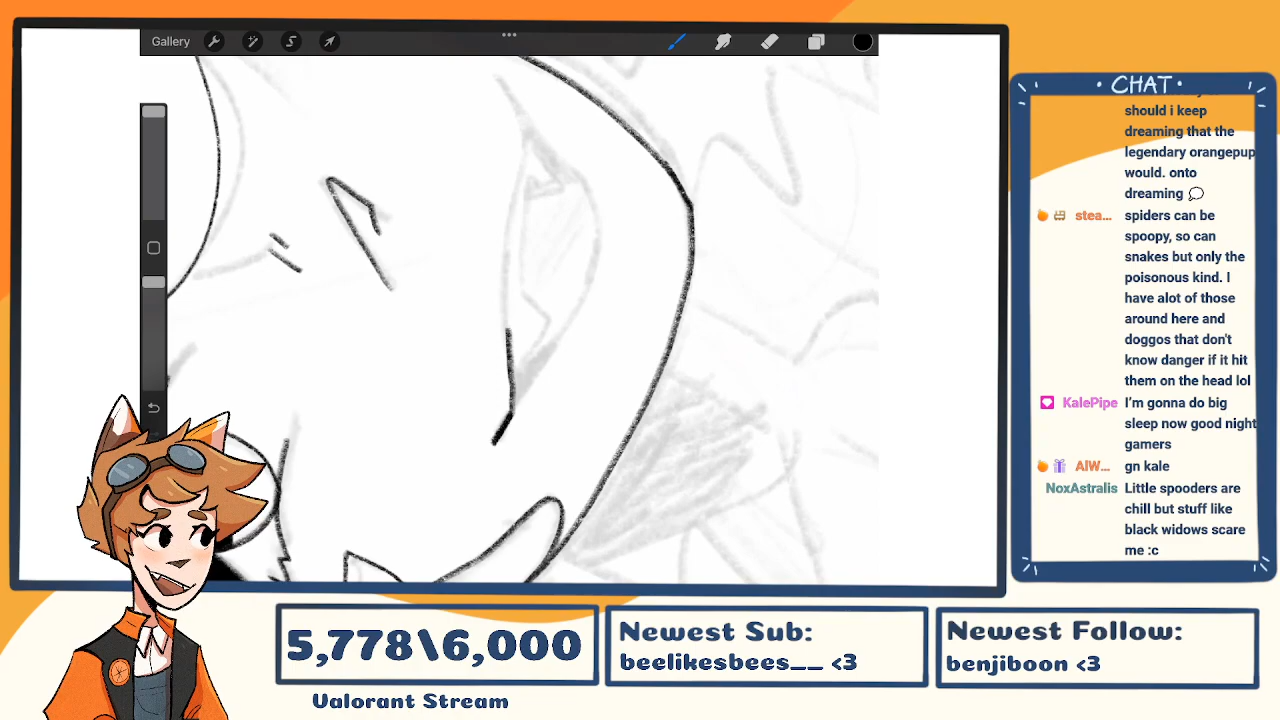 Gallery
• CHAT •
should i keep
dreaming that the
legendary orangepup
would. onto
dreaming
stea... spiders can be
spoopy, so can
snakes but only the
poisonous kind. I
have alot of those
around here and
doggos that don't
know danger if it hit
them on the head lol
KalePipe I'm gonna do big
sleep now good night
gamers
AlW... gn kale
NoxAstralis Little spooders are
chill but stuff like
black widows scare
me :c
5,778\6,000
Valorant Stream
Newest Sub:
beelikesbees__ <3
Newest Follow:
benjiboon <3